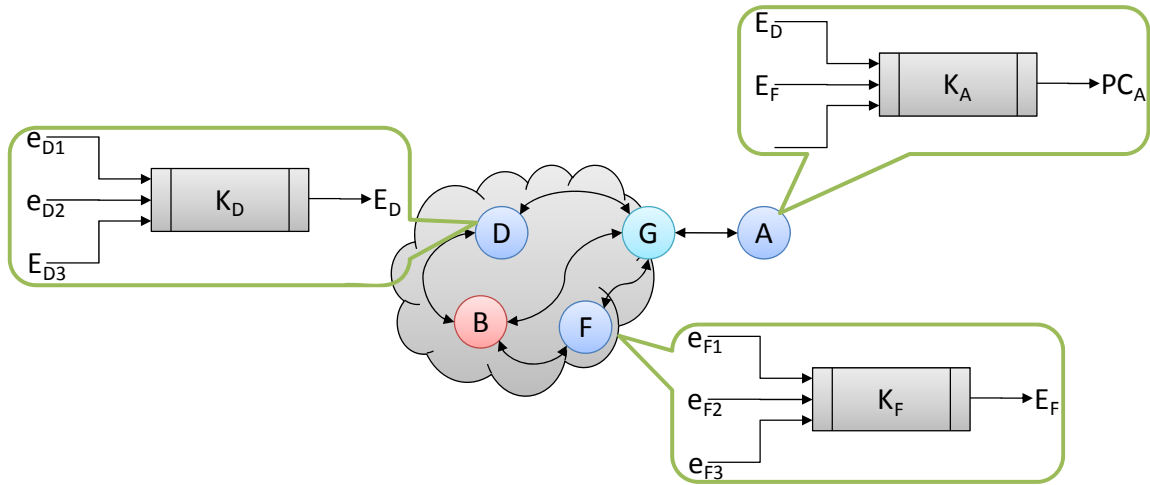 E_D
E_F
K_A
PC_A
e_D1
e_D2
E_D3
K_D
E_D
D
G
A
B
F
e_F1
e_F2
e_F3
K_F
E_F